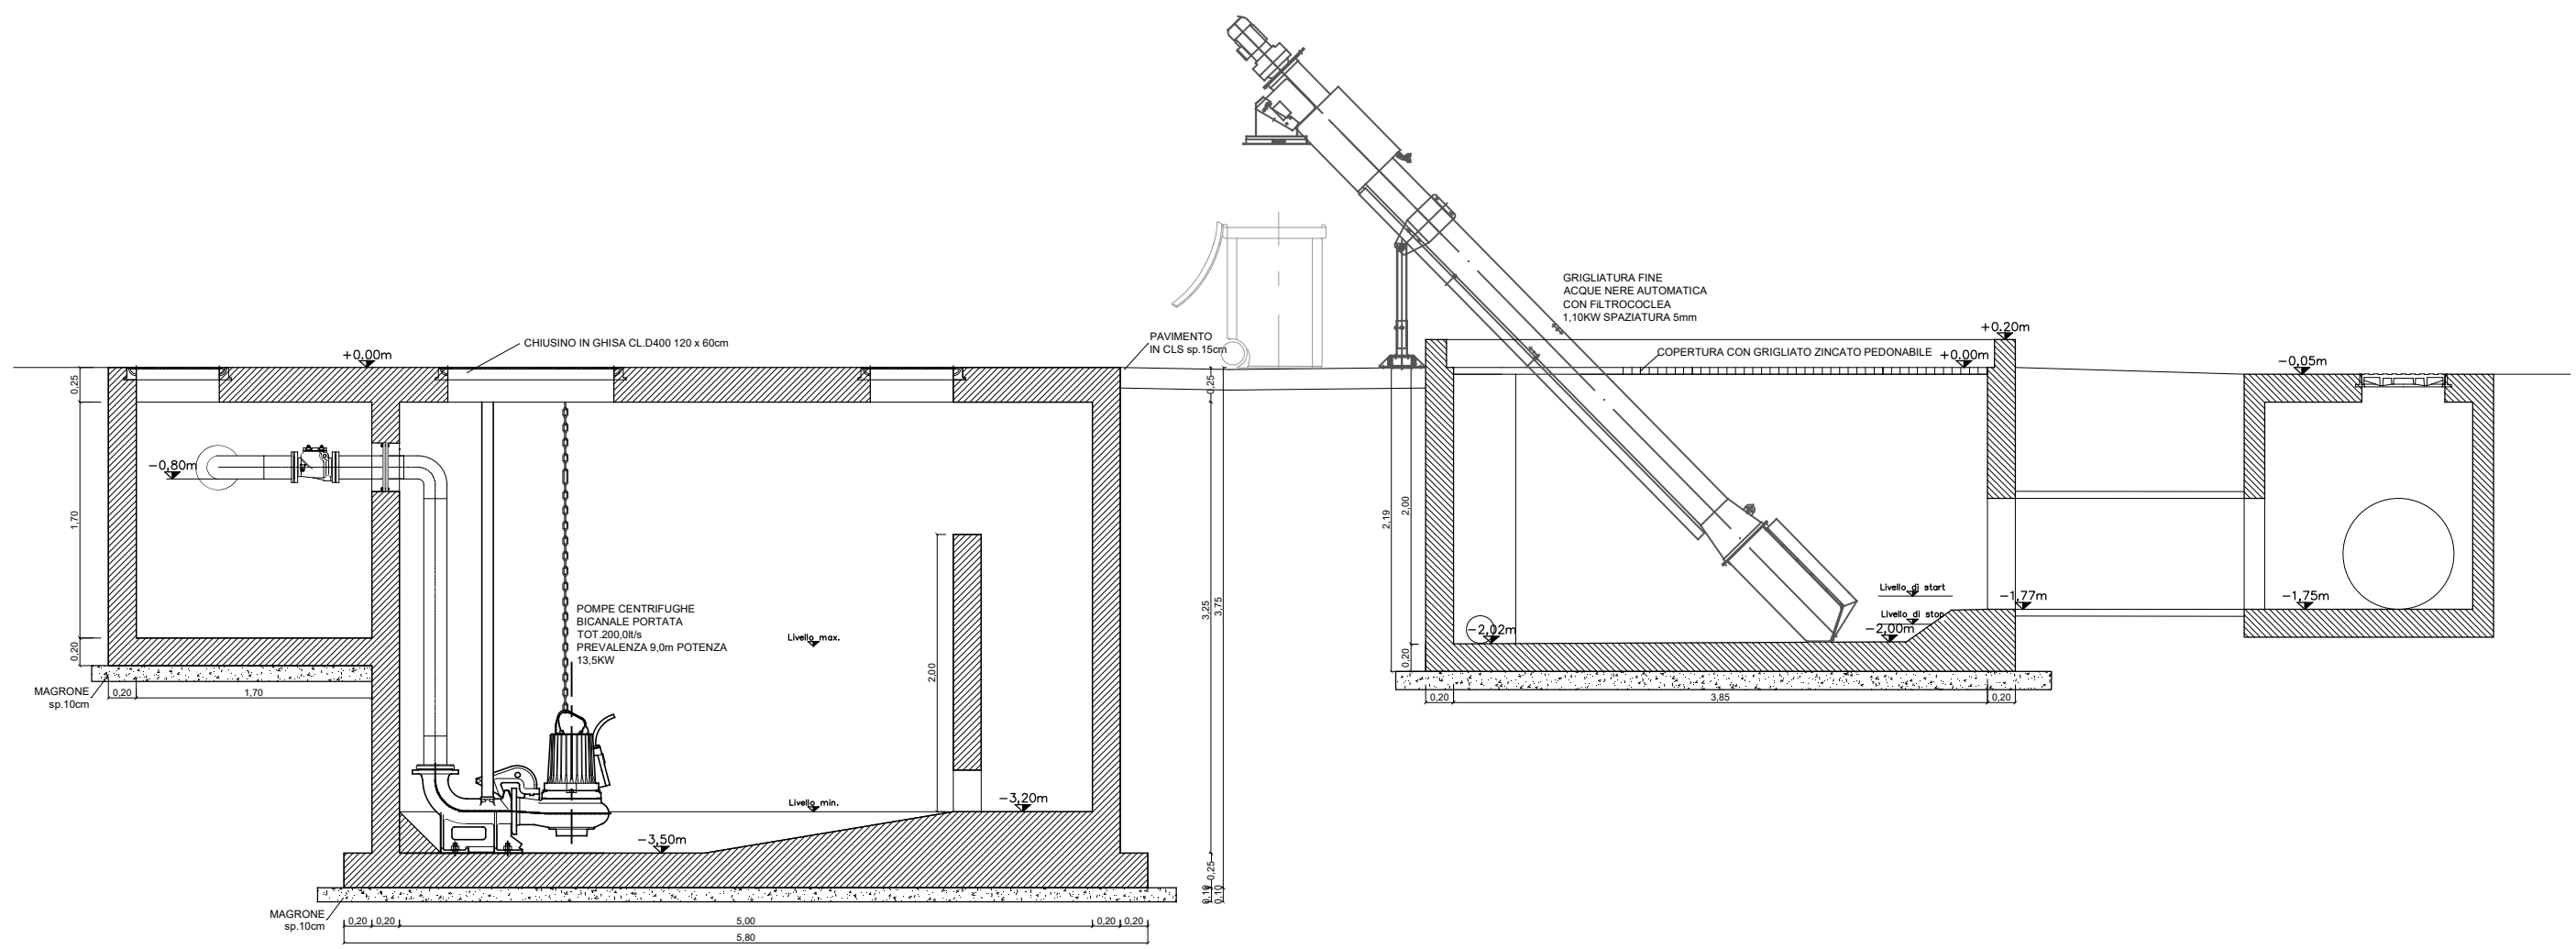 GRIGLIATURA FINE
ACQUE NERE AUTOMATICA
CON FiLTROCOCLEA
1,10KW SPAZIATURA 5mm
+0.20m
CHIUSINO IN GHISA CL.D400 120 x 60cm
PAVIMENTO
IN CLS sp.15cm
+0.00m
COPERTURA CON GRIGLIATO ZINCATO PEDONABILE
+0.00m
-0,05m
0,25
0,25
-0,80m
1,70
2,00
2,19
3,25
3,75
POMPE CENTRIFUGHE
BICANALE PORTATA
TOT.200,0lt/s
PREVALENZA 9,0m POTENZA
13,5KW
Livello max.
2,00
Livello di start
Livello di stop
-1,77m
-1,75m
-2,02m
-2,00m
0,20
0,20
MAGRONE
sp.10cm
0,20
1,70
0,20
3,85
0,20
Livello min.
-3,20m
-3,50m
0,25
0,10
0,10
MAGRONE
sp.10cm
0,20
0,20
5,00
0,20
0,20
5,80